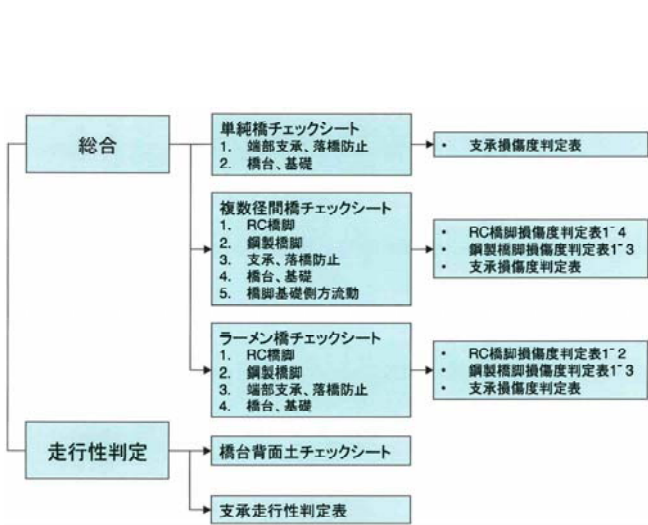 総合
単純橋チェックシート
1. 端部支承、落橋防止
2. 橋台、基礎
・ 支承損傷度判定表
複数径間橋チェックシート
1. RC橋脚
2. 鋼製橋脚
3. 支承、落橋防止
4. 橋台、基礎
5. 橋脚基礎側方流動
・ RC橋脚損傷度判定表1~4
・ 鋼製橋脚損傷度判定表1~3
・ 支承損傷度判定表
ラーメン橋チェックシート
1. RC橋脚
2. 鋼製橋脚
3. 端部支承、落橋防止
4. 橋台、基礎
・ RC橋脚損傷度判定表1~2
・ 鋼製橋脚損傷度判定表1~3
・ 支承損傷度判定表
走行性判定
橋台背面土チェックシート
支承走行性判定表